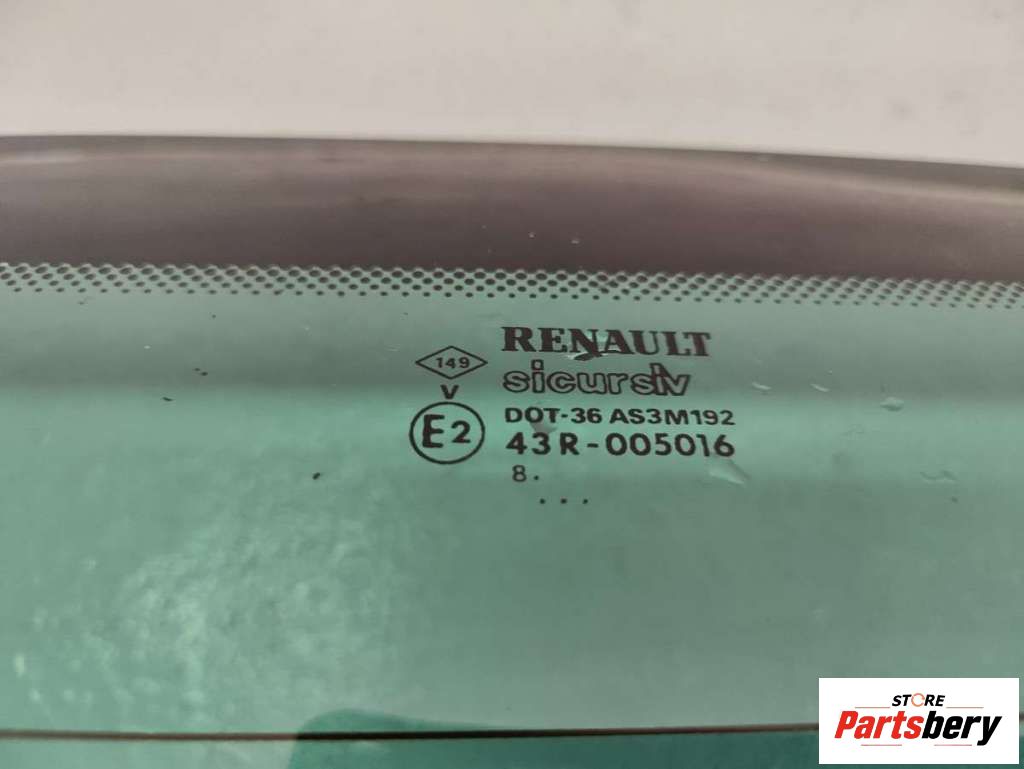 RENAULT
149
sicursiv
V
DOT-36 AS3M192
E2
43R-005016
8.
...
STORE
Partsbery